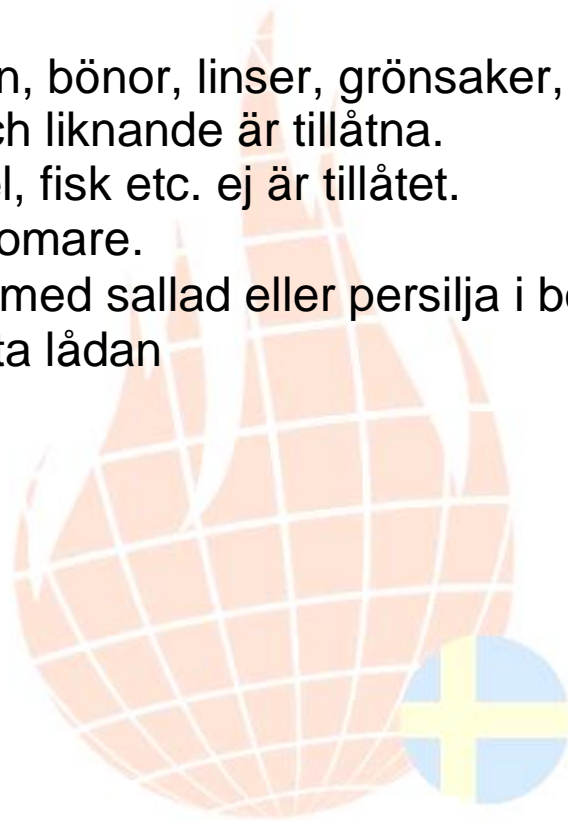 n, bönor, linser, grönsaker,
ch liknande är tillåtna.
el, fisk etc. ej är tillåtet.
omare.
med sallad eller persilja i b
ta lådan